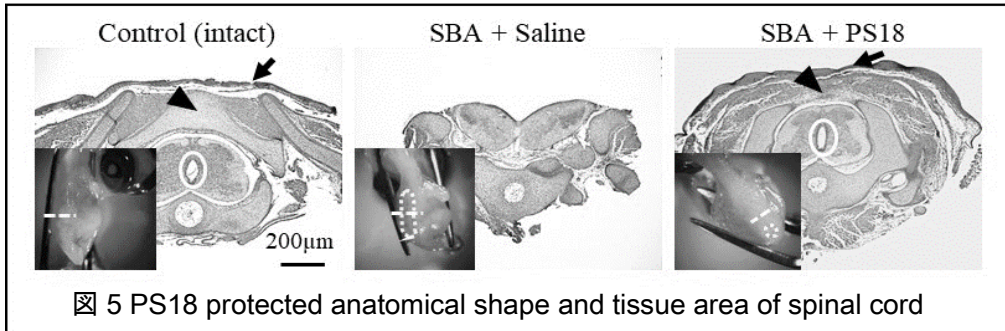 Control (intact)
SBA + Saline
SBA + PS18
200μm
図 5 PS18 protected anatomical shape and tissue area of spinal cord